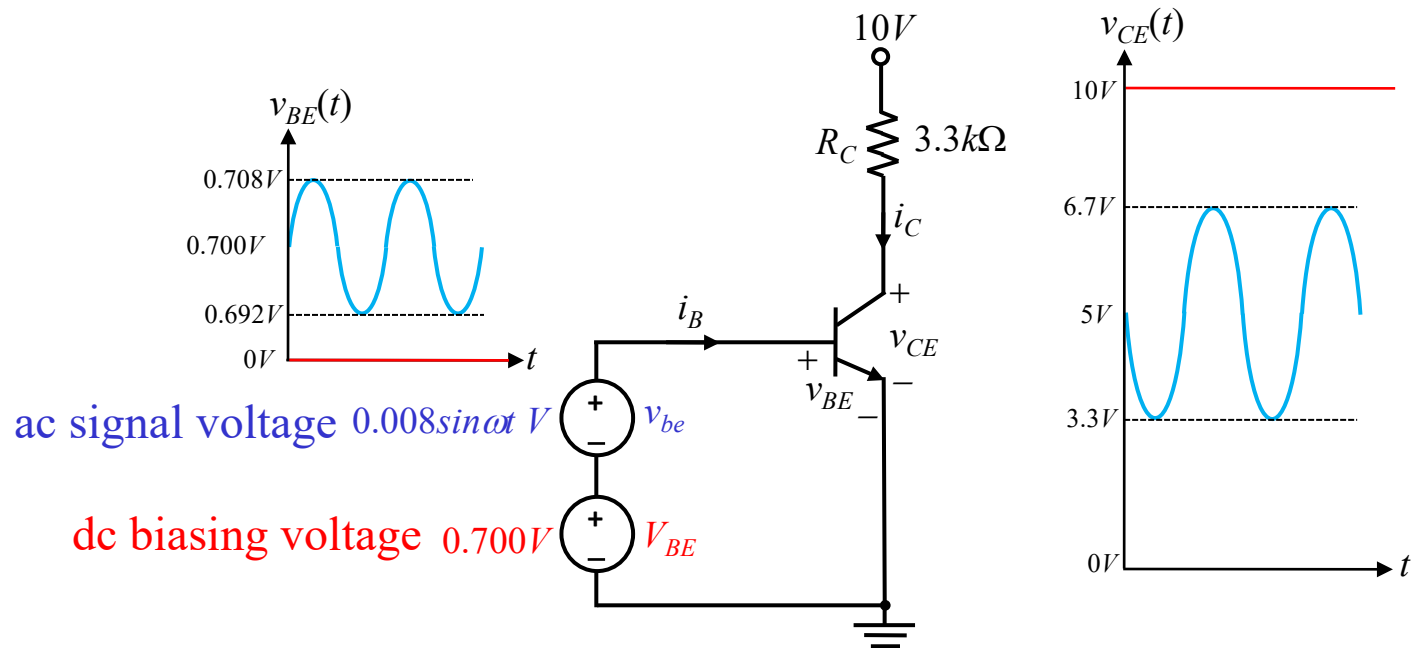 v_BE(t)
0.708V
0.700V
0.692V
0V
t
10V
R_C 3.3kΩ
i_C
i_B
+
v_CE
+
v_BE
−
−
ac signal voltage 0.008sinωt V + − v_be
dc biasing voltage 0.700V + − V_BE
v_CE(t)
10V
6.7V
5V
3.3V
0V
t